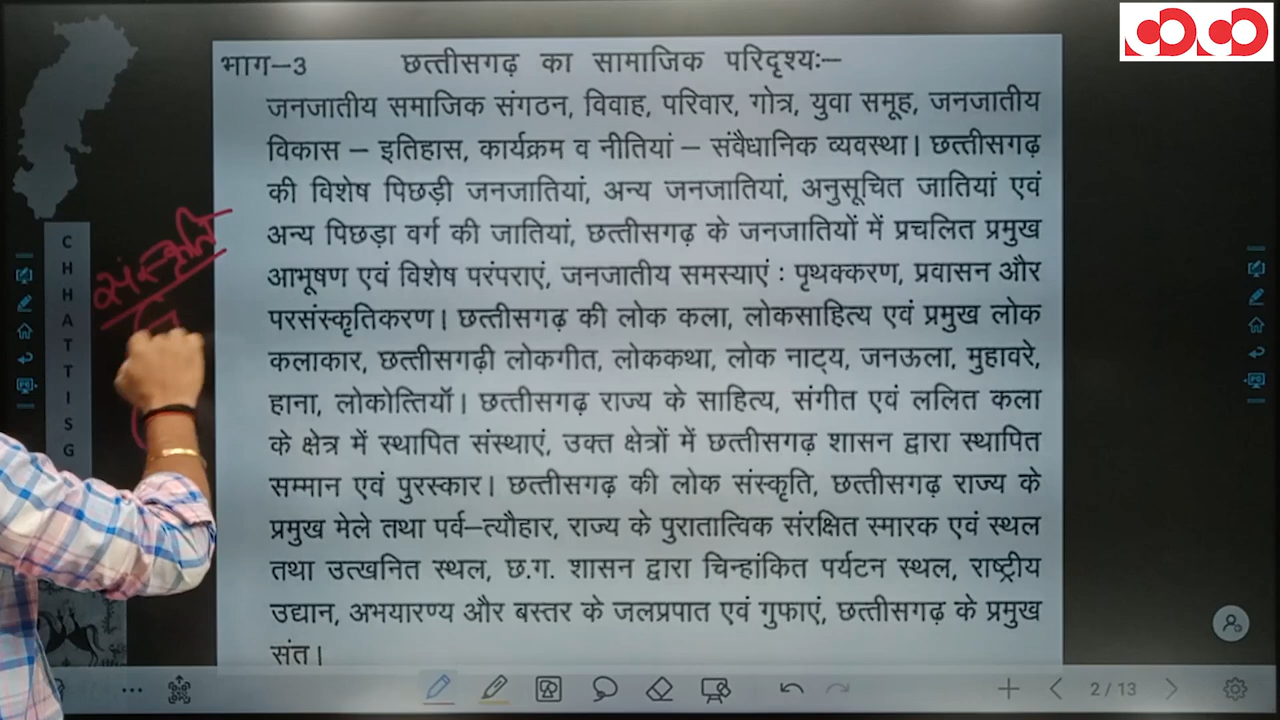 भाग–3 छत्तीसगढ़ का सामाजिक परिदृश्यः–
जनजातीय समाजिक संगठन, विवाह, परिवार, गोत्र, युवा समूह, जनजातीय
विकास – इतिहास, कार्यक्रम व नीतियां – संवैधानिक व्यवस्था। छत्तीसगढ़
की विशेष पिछड़ी जनजातियां, अन्य जनजातियां, अनुसूचित जातियां एवं
अन्य पिछड़ा वर्ग की जातियां, छत्तीसगढ़ के जनजातियों में प्रचलित प्रमुख
आभूषण एवं विशेष परंपराएं, जनजातीय समस्याएं : पृथक्करण, प्रवासन और
परसंस्कृतिकरण। छत्तीसगढ़ की लोक कला, लोकसाहित्य एवं प्रमुख लोक
कलाकार, छत्तीसगढ़ी लोकगीत, लोककथा, लोक नाट्य, जनऊला, मुहावरे,
हाना, लोकोत्तियॉ। छत्तीसगढ़ राज्य के साहित्य, संगीत एवं ललित कला
के क्षेत्र में स्थापित संस्थाएं, उक्त क्षेत्रों में छत्तीसगढ़ शासन द्वारा स्थापित
सम्मान एवं पुरस्कार। छत्तीसगढ़ की लोक संस्कृति, छत्तीसगढ़ राज्य के
प्रमुख मेले तथा पर्व–त्यौहार, राज्य के पुरातात्विक संरक्षित स्मारक एवं स्थल
तथा उत्खनित स्थल, छ.ग. शासन द्वारा चिन्हांकित पर्यटन स्थल, राष्ट्रीय
उद्यान, अभयारण्य और बस्तर के जलप्रपात एवं गुफाएं, छत्तीसगढ़ के प्रमुख
संत।
संस्कृति
C
H
H
A
T
T
I
S
G
2 / 13